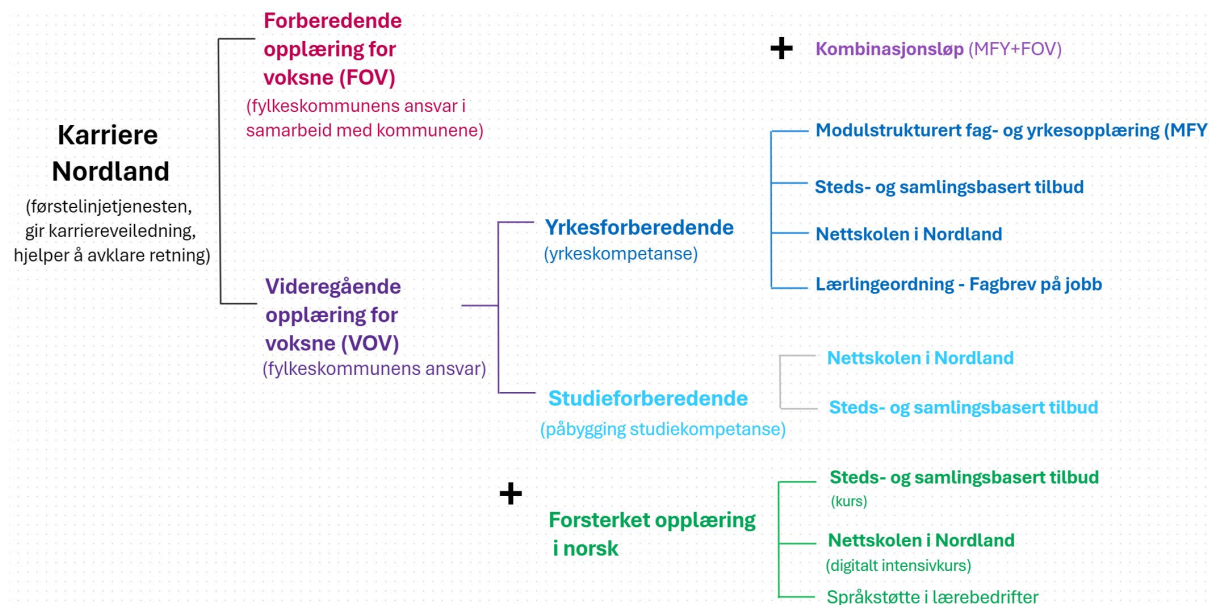 Karriere
Nordland
(førstelinjetjenesten,
gir karriereveiledning,
hjelper å avklare retning)
Forberedende
opplæring for
voksne (FOV)
(fylkeskommunens ansvar i
samarbeid med kommunene)
Videregående
opplæring for
voksne (VOV)
(fylkeskommunens ansvar)
+ Kombinasjonsløp (MFY+FOV)
Yrkesforberedende
(yrkeskompetanse)
Modulstrukturert fag- og yrkesopplæring (MFY
Steds- og samlingsbasert tilbud
Nettskolen i Nordland
Lærlingeordning - Fagbrev på jobb
Studieforberedende
(påbygging studiekompetanse)
Nettskolen i Nordland
Steds- og samlingsbasert tilbud
+
Forsterket opplæring
i norsk
Steds- og samlingsbasert tilbud
(kurs)
Nettskolen i Nordland
(digitalt intensivkurs)
Språkstøtte i lærebedrifter